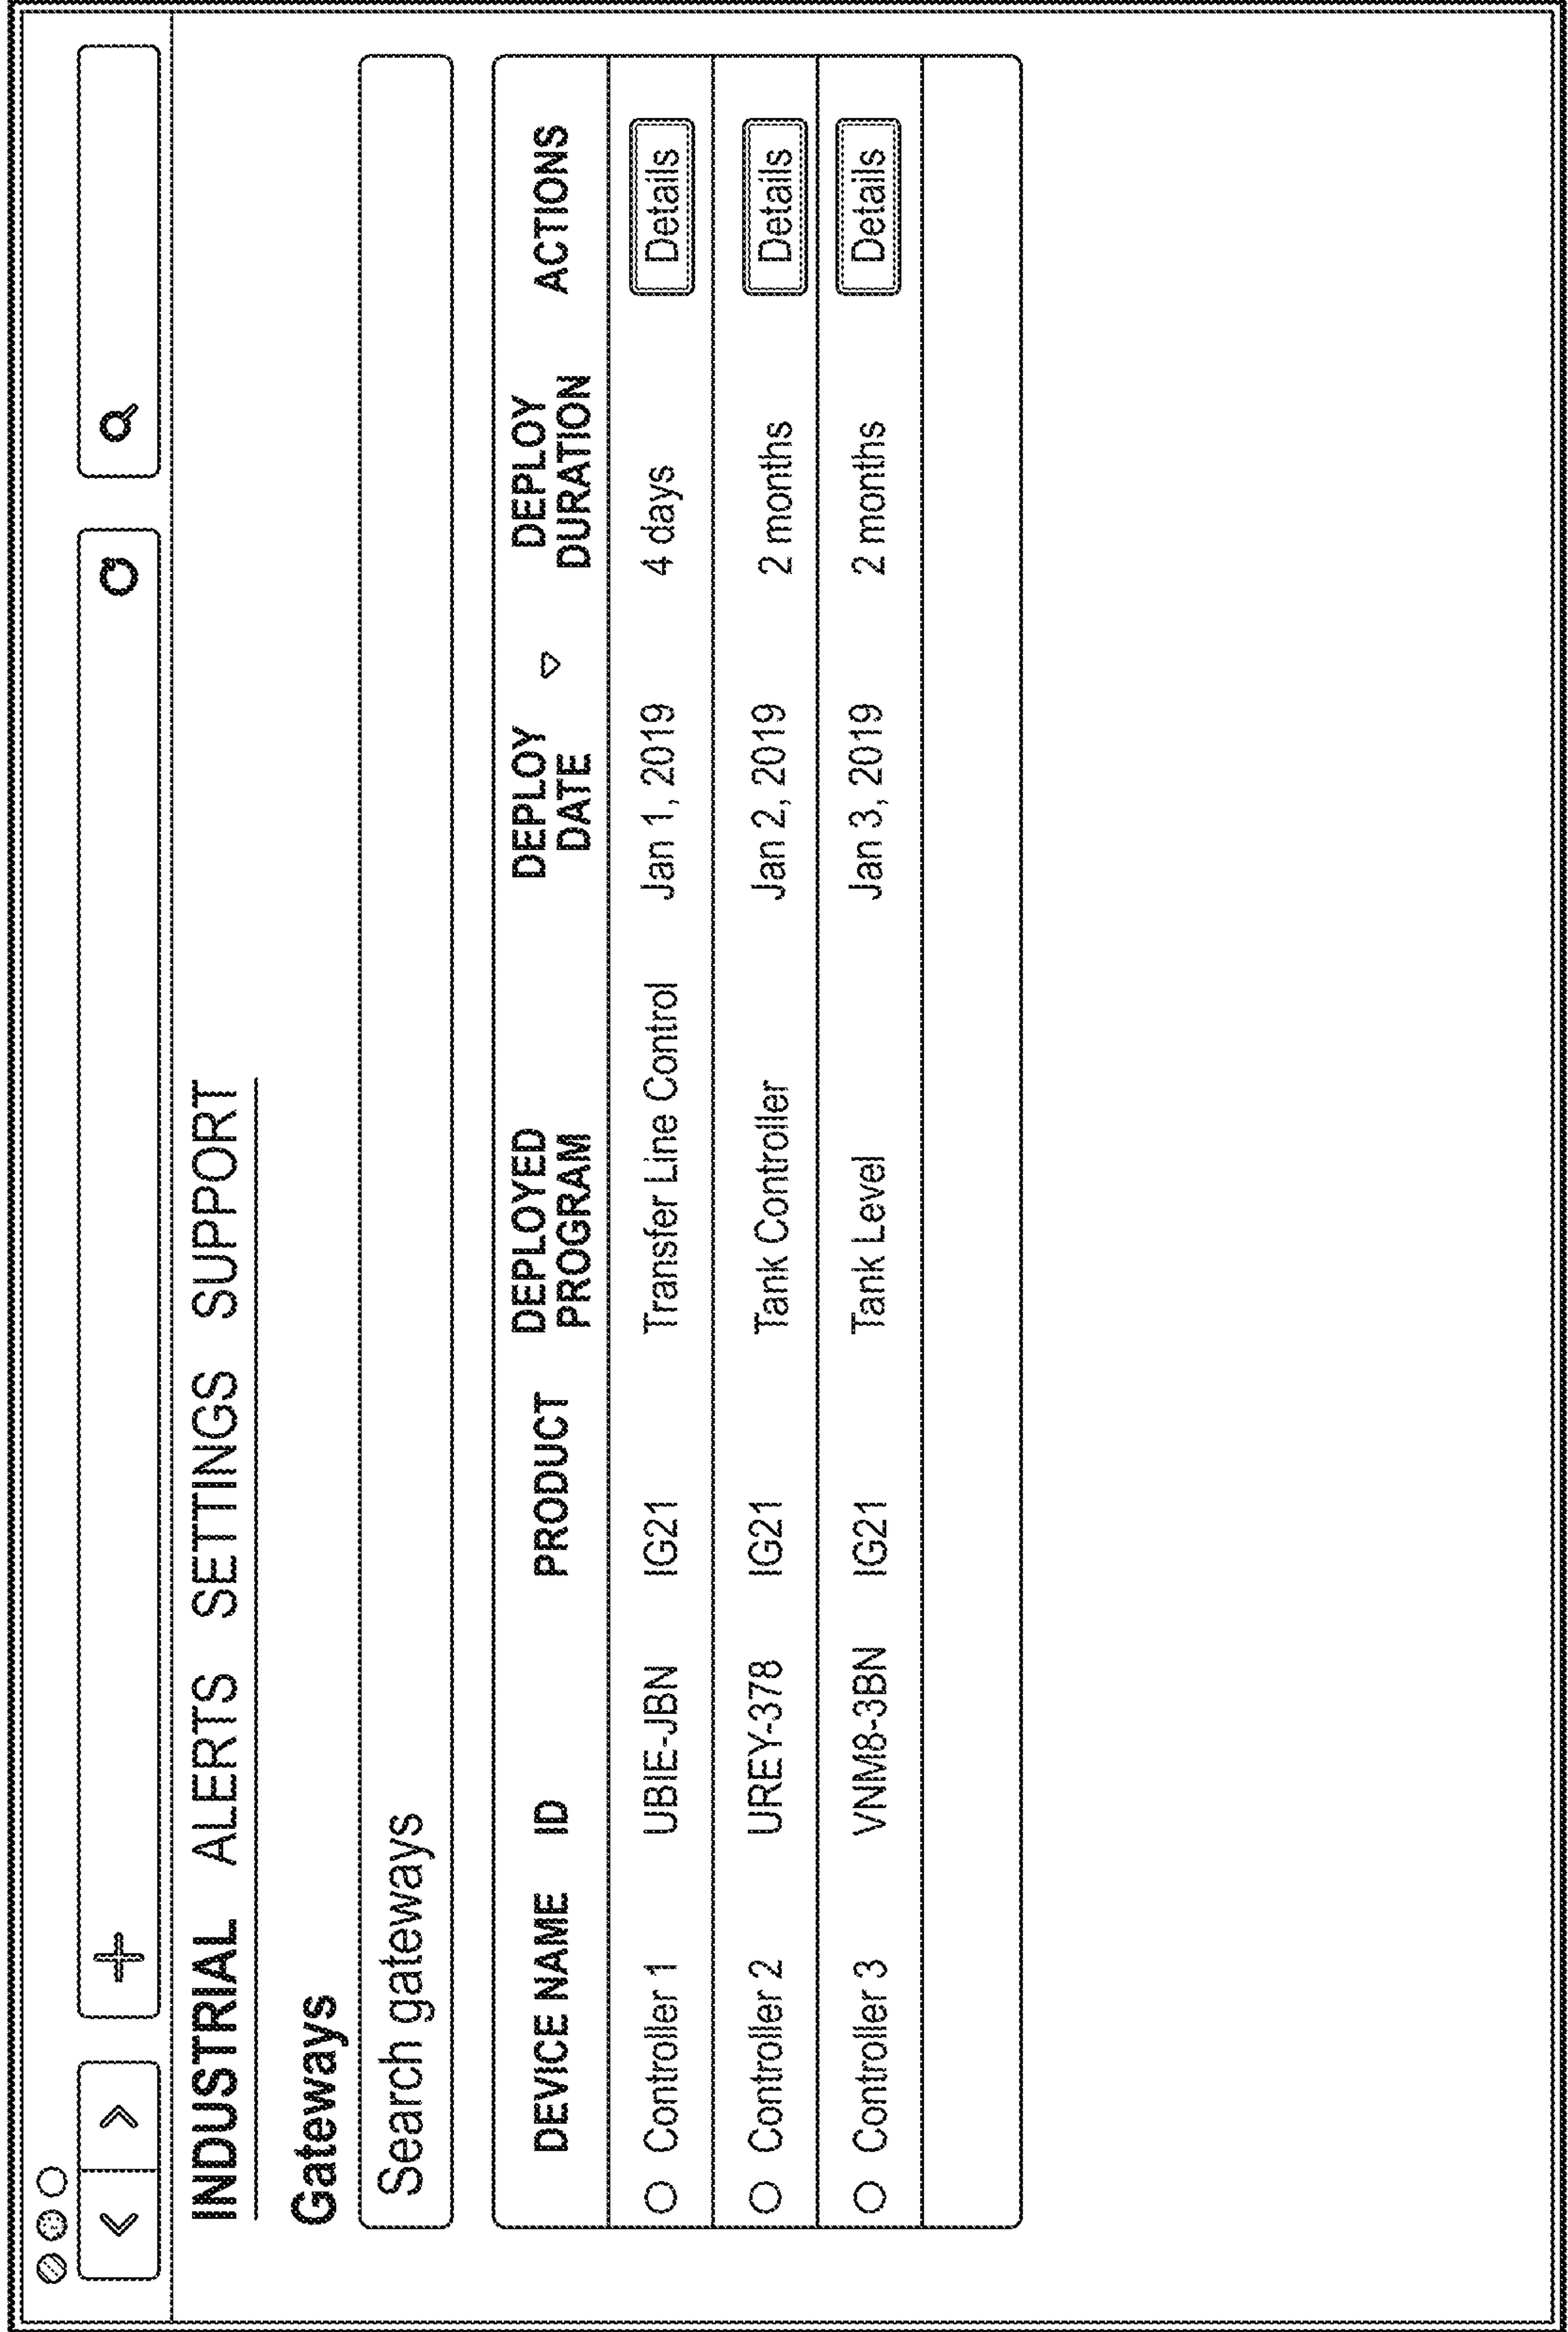 INDUSTRIAL ALERTS SETTINGS SUPPORT
Gateways
Search gateways
DEVICE NAME ID PRODUCT DEPLOYED PROGRAM DEPLOY DATE DEPLOY DURATION ACTIONS
Controller 1 UBIE-JBN IG21 Transfer Line Control Jan 1, 2019 4 days Details
Controller 2 UREY-378 IG21 Tank Controller Jan 2, 2019 2 months Details
Controller 3 VNM8-3BN IG21 Tank Level Jan 3, 2019 2 months Details